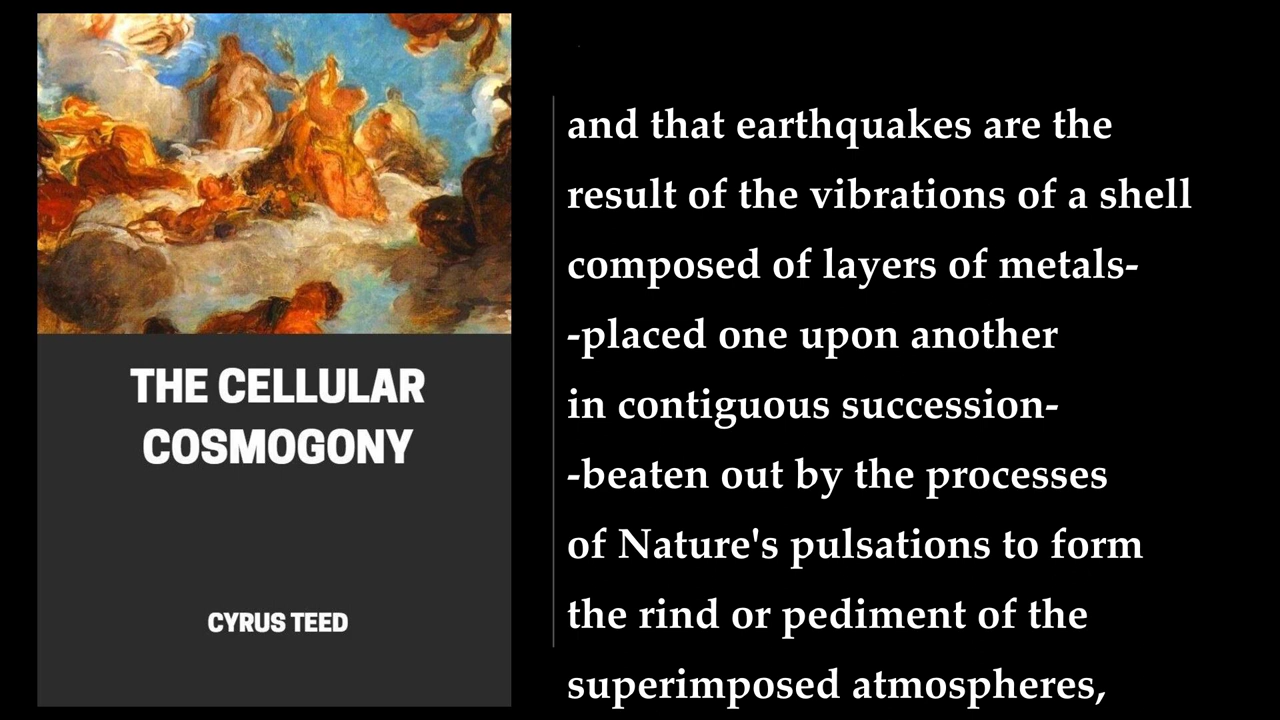 THE CELLULAR
COSMOGONY
CYRUS TEED
and that earthquakes are the
result of the vibrations of a shell
composed of layers of metals-
-placed one upon another
in contiguous succession-
-beaten out by the processes
of Nature's pulsations to form
the rind or pediment of the
superimposed atmospheres,